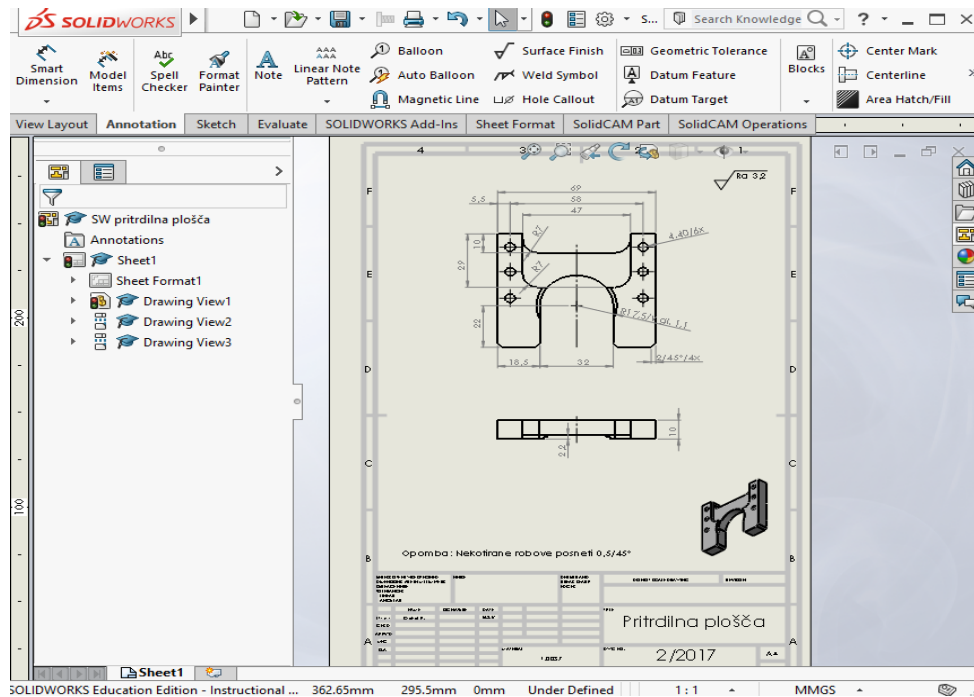 SOLIDWORKS
S...
Search Knowledge
?
Smart Dimension
Model Items
Spell Checker
Format Painter
Note
Linear Note Pattern
Balloon
Auto Balloon
Magnetic Line
Surface Finish
Weld Symbol
Hole Callout
Geometric Tolerance
Datum Feature
Datum Target
Blocks
Center Mark
Centerline
Area Hatch/Fill
View Layout
Annotation
Sketch
Evaluate
SOLIDWORKS Add-Ins
Sheet Format
SolidCAM Part
SolidCAM Operations
SW pritrdilna plošča
Annotations
Sheet1
Sheet Format1
Drawing View1
Drawing View2
Drawing View3
200
100
4
3
2
1
Ra 3,2
F
F
69
58
47
5,5
10
29
R7
R7
4,40/6x
E
E
22
18,5
32
2/45°/4x
D
D
10
2,2
C
C
Opomba: Nekotirane robove posneti 0,5/45°
B
B
Pritrdilna plošča
2/2017
A4
A
A
Sheet1
SOLIDWORKS Education Edition - Instructional ...
362.65mm
295.5mm
0mm
Under Defined
1:1
MMGS